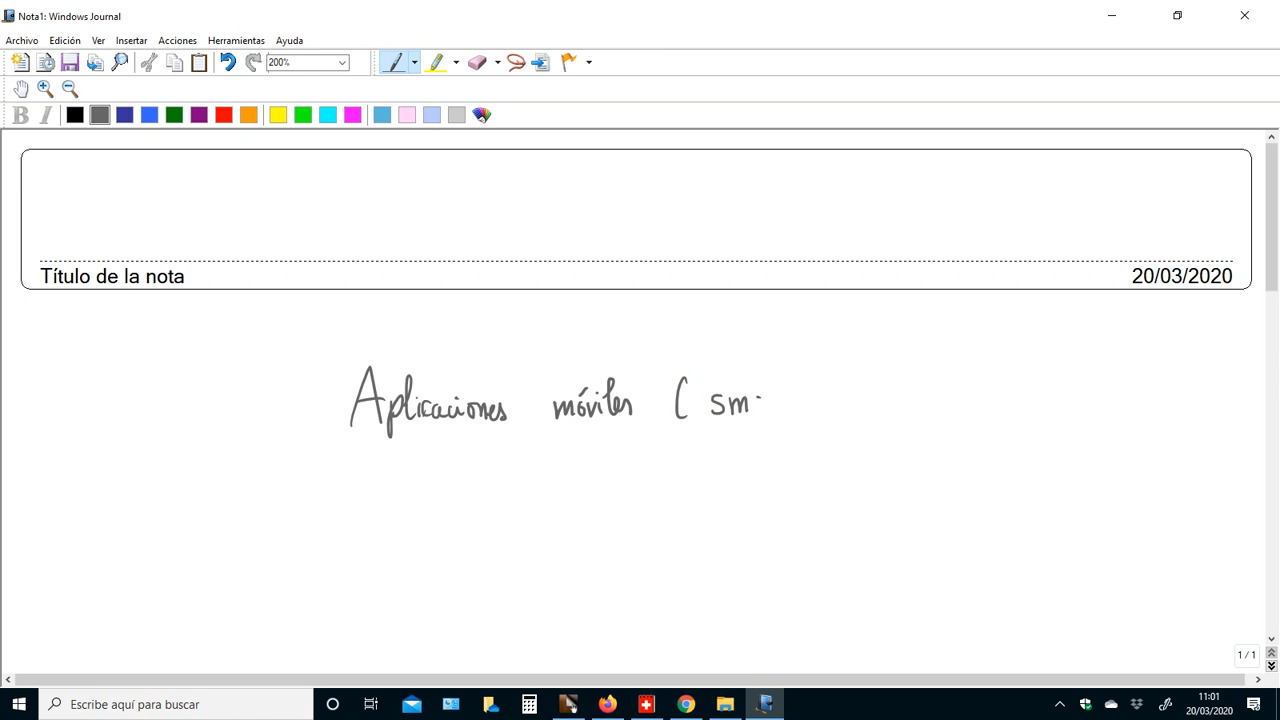 Nota1: Windows Journal
Archivo Edición Ver Insertar Acciones Herramientas Ayuda
200%
B I
Título de la nota 20/03/2020
Aplicaciones móviles ( sm
1 / 1
Escribe aquí para buscar
11:01
20/03/2020